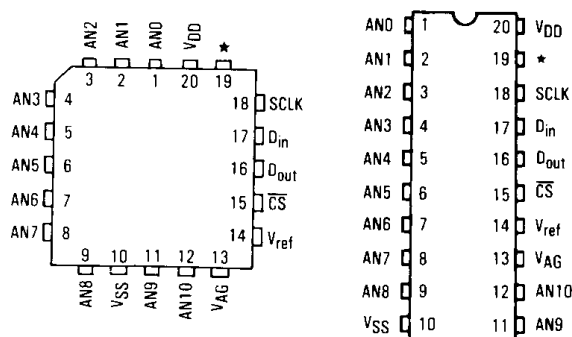 AN2 AN1 AN0 VDD ★
3 2 1 20 19
AN3 4 18 SCLK
AN4 5 17 Din
AN5 6 16 Dout
AN6 7 15 C̅S̅
AN7 8 14 Vref
9 10 11 12 13
AN8 VSS AN9 AN10 VAG
AN0 1 20 VDD
AN1 2 19 ★
AN2 3 18 SCLK
AN3 4 17 Din
AN4 5 16 Dout
AN5 6 15 C̅S̅
AN6 7 14 Vref
AN7 8 13 VAG
AN8 9 12 AN10
VSS 10 11 AN9